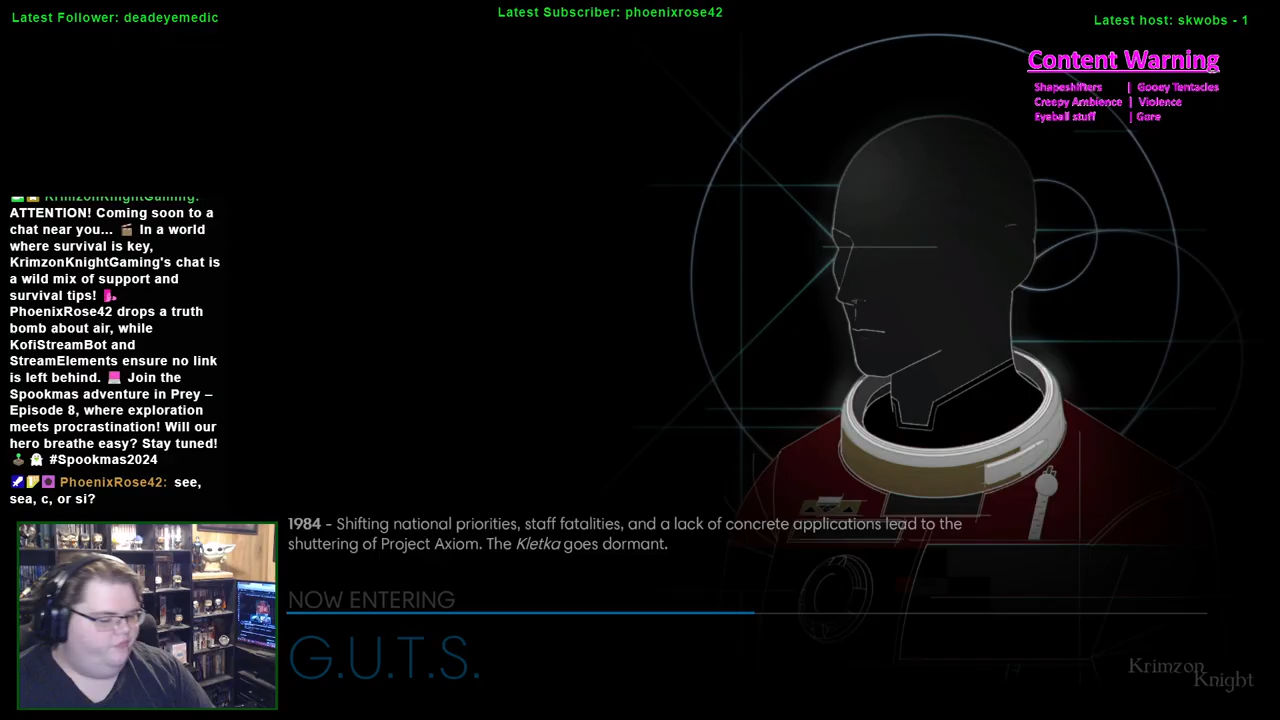 Latest Follower: deadeyemedic
Latest Subscriber: phoenixrose42
Latest host: skwobs - 1
Content Warning
Shapeshifters | Gooey Tentacles
Creepy Ambience | Violence
Eyeball stuff | Gore
KrimzonKnightGaming:
ATTENTION! Coming soon to a
chat near you... 🎬 In a world
where survival is key,
KrimzonKnightGaming's chat is
a wild mix of support and
survival tips!
PhoenixRose42 drops a truth
bomb about air, while
KofiStreamBot and
StreamElements ensure no link
is left behind. 💻 Join the
Spookmas adventure in Prey –
Episode 8, where exploration
meets procrastination! Will our
hero breathe easy? Stay tuned!
🕹️ 👻 #Spookmas2024
PhoenixRose42: see,
sea, c, or si?
1984 - Shifting national priorities, staff fatalities, and a lack of concrete applications lead to the
shuttering of Project Axiom. The Kletka goes dormant.
NOW ENTERING
G.U.T.S.
Krimzon
Knight